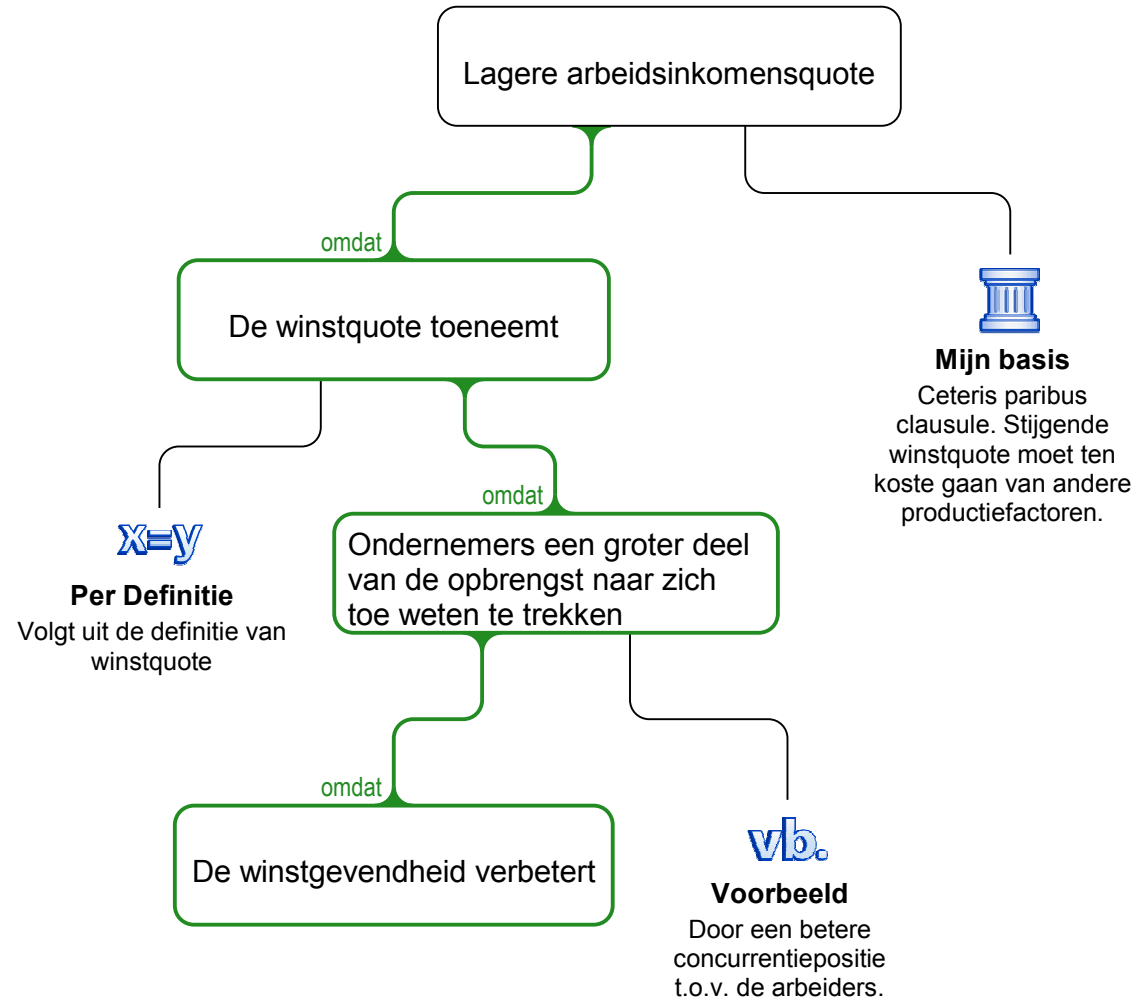 Lagere arbeidsinkomensquote
omdat
De winstquote toeneemt
Mijn basis
Ceteris paribus
clausule. Stijgende
winstquote moet ten
koste gaan van andere
productiefactoren.
x=y
Per Definitie
Volgt uit de definitie van
winstquote
omdat
Ondernemers een groter deel
van de opbrengst naar zich
toe weten te trekken
omdat
De winstgevendheid verbetert
vb.
Voorbeeld
Door een betere
concurrentiepositie
t.o.v. de arbeiders.